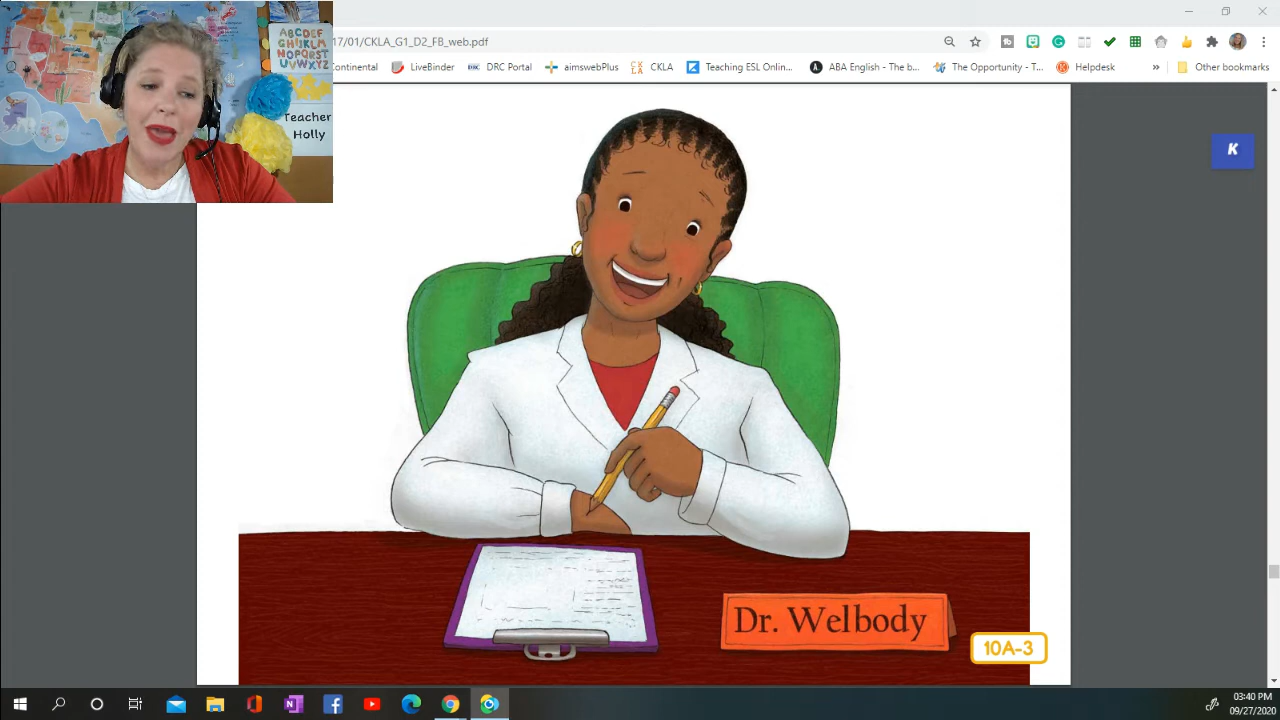 ABCDEF
GHIJKLM
NOPQRST
UVWXYZ
Teacher
Holly
17/01/CKLA_G1_D2_FB_web.pdf
ontinental LiveBinder DRC Portal aimswebPlus CKLA Teaching ESL Onlin... ABA English - The b... The Opportunity - T... Helpdesk » Other bookmarks
K
Dr. Welbody
10A-3
03:40 PM
09/27/2020